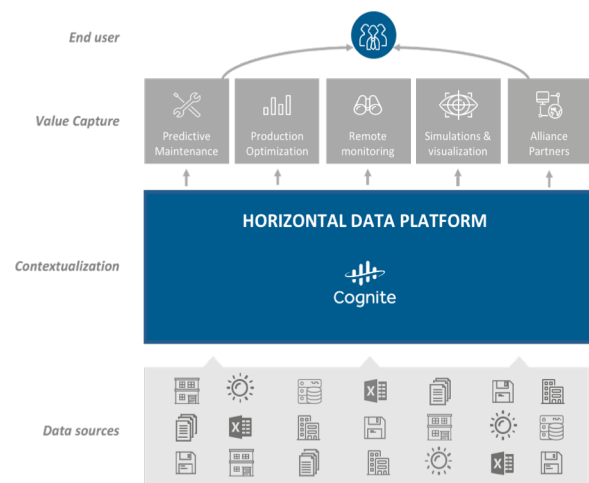 End user
Value Capture
Predictive
Maintenance
Production
Optimization
Remote
monitoring
Simulations &
visualization
Alliance
Partners
HORIZONTAL DATA PLATFORM
Contextualization
Cognite
X
X
Data sources
X